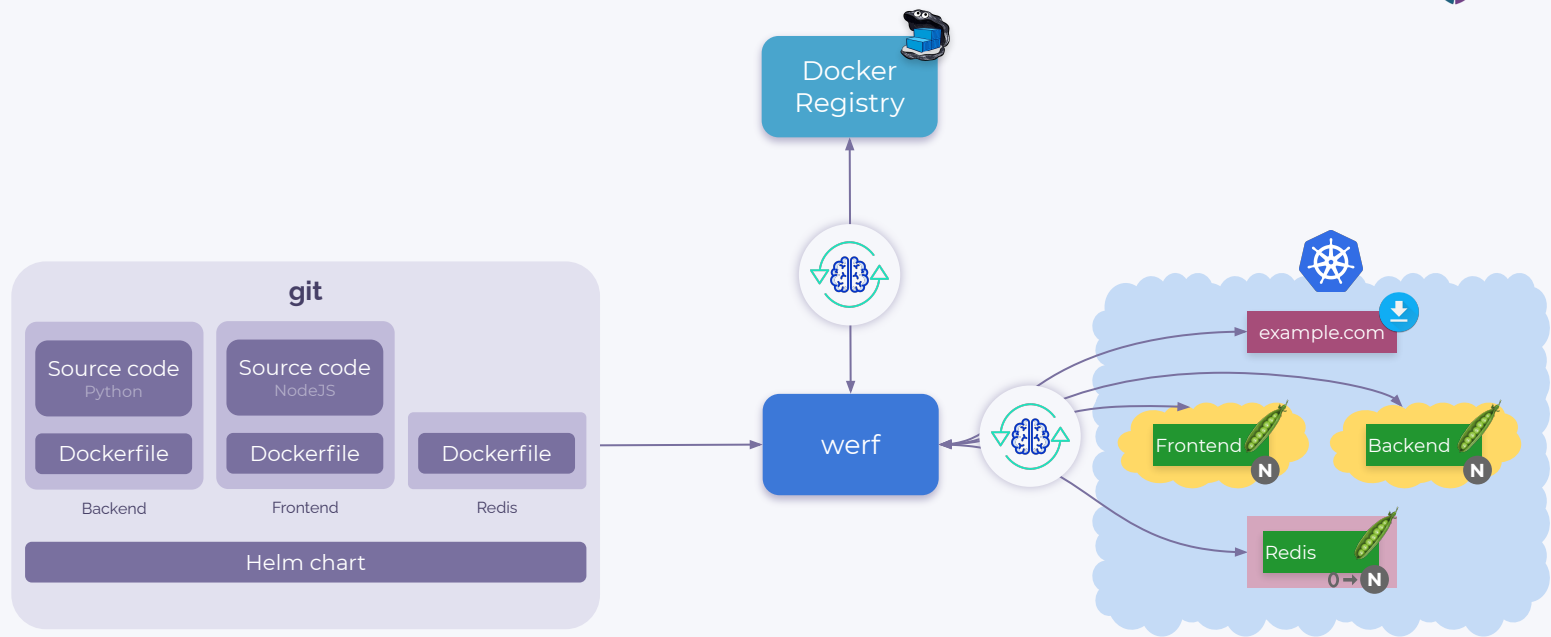 Docker
Registry
git
Source code
Python
Dockerfile
Backend
Source code
NodeJS
Dockerfile
Frontend
Dockerfile
Redis
Helm chart
werf
example.com
Frontend
N
Backend
N
Redis
0
N